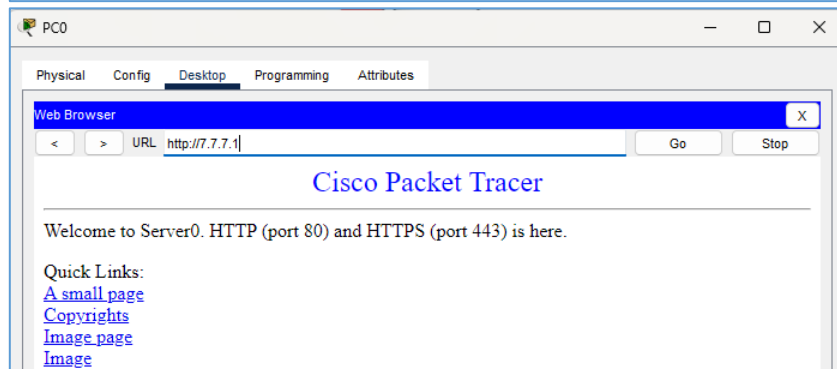 PC0
Physical Config Desktop Programming Attributes
Web Browser X
< > URL http://7.7.7.1 Go Stop
Cisco Packet Tracer
Welcome to Server0. HTTP (port 80) and HTTPS (port 443) is here.
Quick Links:
A small page
Copyrights
Image page
Image